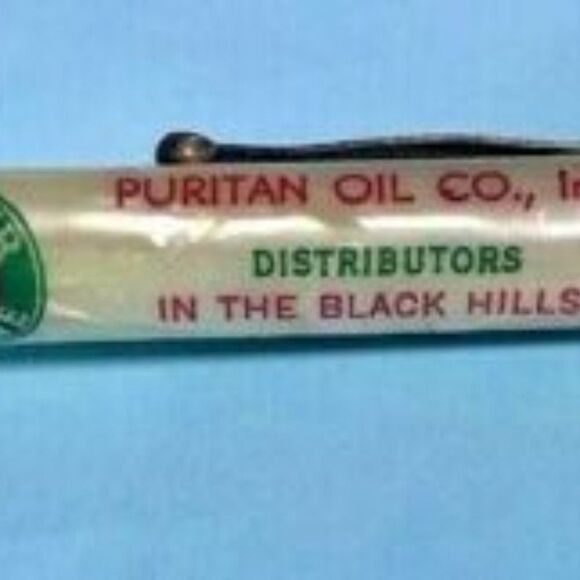 PURITAN OIL CO., In
DISTRIBUTORS
IN THE BLACK HILLS